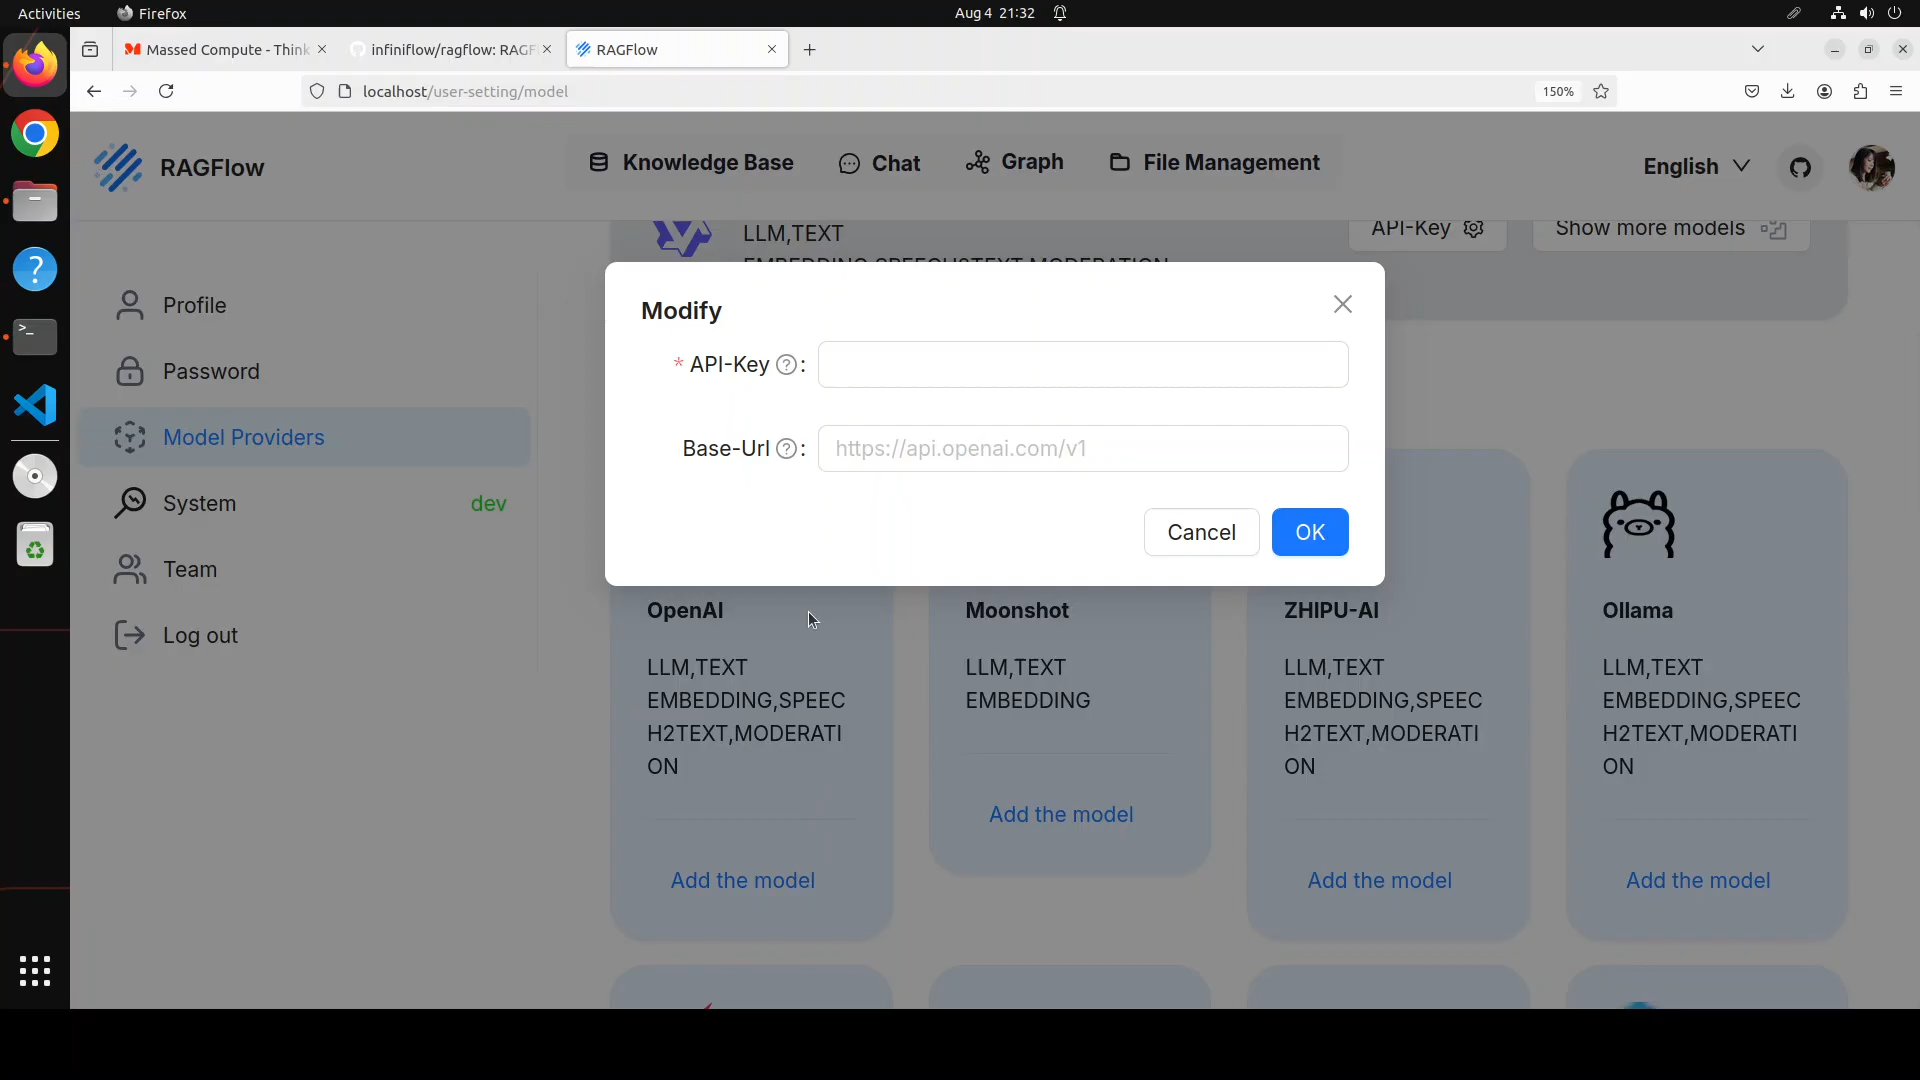 Activities
Firefox
Aug 4 21:32
Massed Compute - Think
infiniflow/ragflow: RAGF
RAGFlow
localhost/user-setting/model
150%
RAGFlow
Knowledge Base
Chat
Graph
File Management
English
LLM,TEXT
EMBEDDING,SPEECH2TEXT,MODERATION
API-Key
Show more models
Profile
Password
Model Providers
System
dev
Team
Log out
Modify
* API-Key ? :
Base-Url ? :
https://api.openai.com/v1
Cancel
OK
OpenAI
LLM,TEXT
EMBEDDING,SPEEC
H2TEXT,MODERATI
ON
Add the model
Moonshot
LLM,TEXT
EMBEDDING
Add the model
ZHIPU-AI
LLM,TEXT
EMBEDDING,SPEEC
H2TEXT,MODERATI
ON
Add the model
Ollama
LLM,TEXT
EMBEDDING,SPEEC
H2TEXT,MODERATI
ON
Add the model